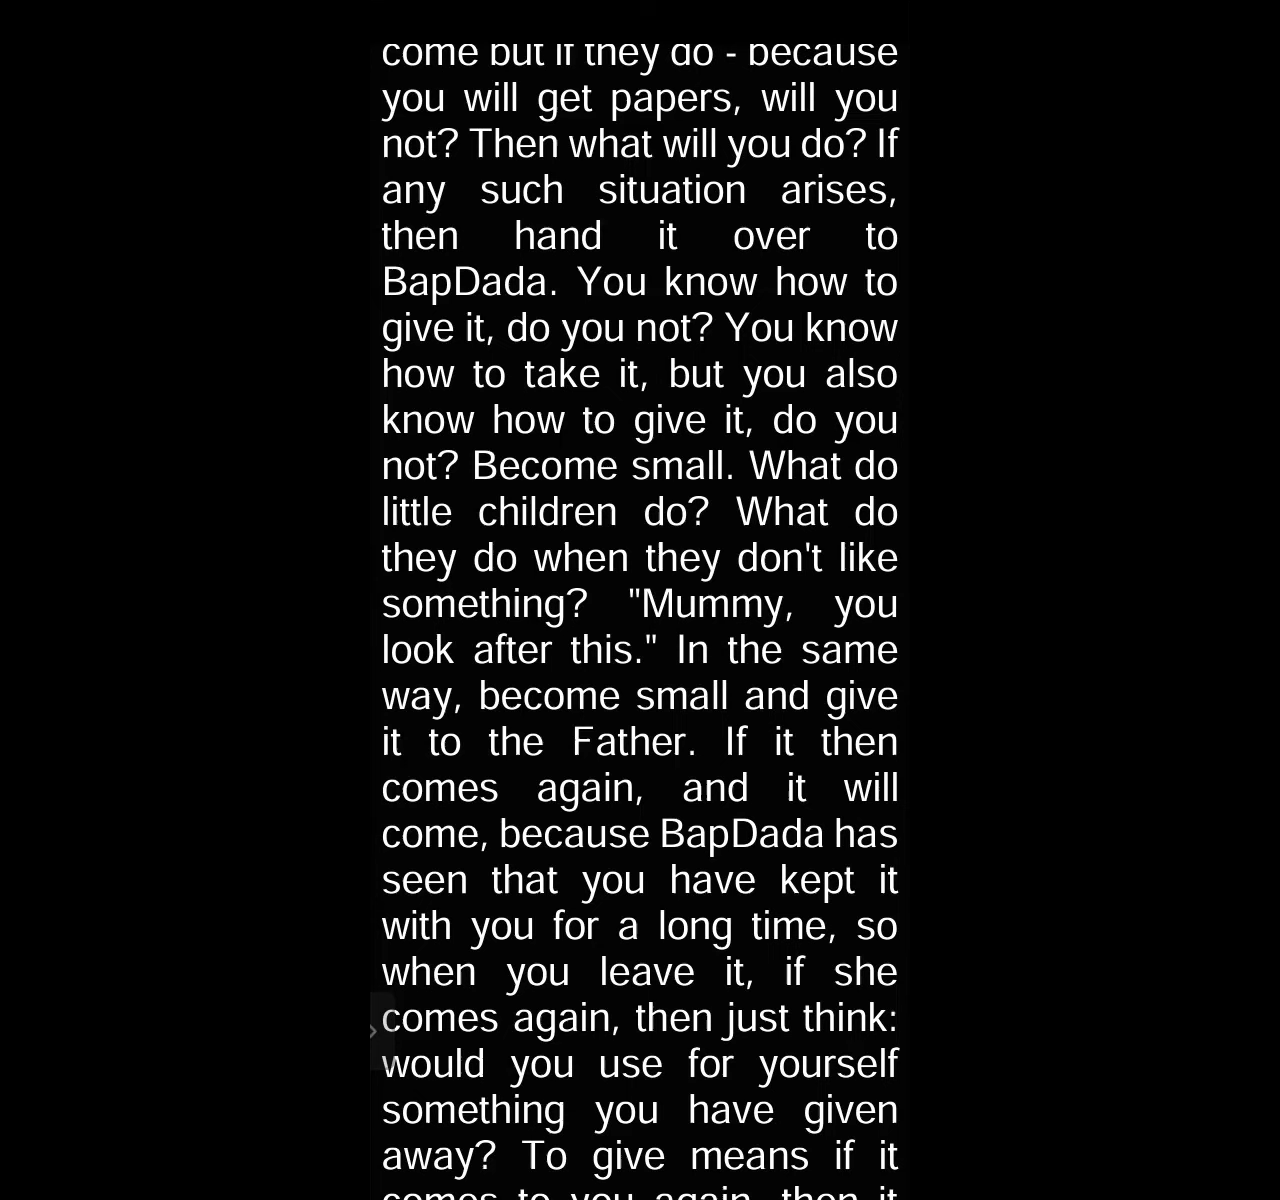 come but if they do - because
you will get papers, will you
not? Then what will you do? If
any such situation arises,
then hand it over to
BapDada. You know how to
give it, do you not? You know
how to take it, but you also
know how to give it, do you
not? Become small. What do
little children do? What do
they do when they don't like
something? "Mummy, you
look after this." In the same
way, become small and give
it to the Father. If it then
comes again, and it will
come, because BapDada has
seen that you have kept it
with you for a long time, so
when you leave it, if she
comes again, then just think:
would you use for yourself
something you have given
away? To give means if it
comes to you again, then it